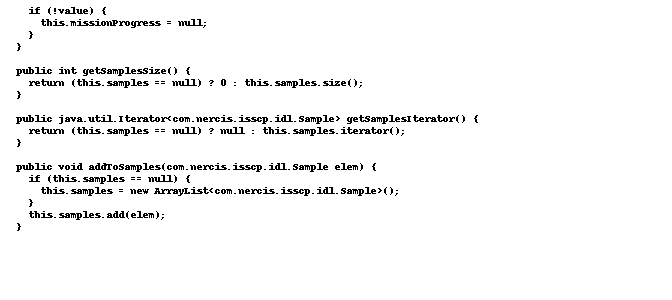 if (!value) {
this.missionProgress = null;
}
}
public int getSamplesSize() {
return (this.samples == null) ? 0 : this.samples.size();
}
public java.util.Iterator<com.nercis.isscp.idl.Sample> getSamplesIterator() {
return (this.samples == null) ? null : this.samples.iterator();
}
public void addToSamples(com.nercis.isscp.idl.Sample elem) {
if (this.samples == null) {
this.samples = new ArrayList<com.nercis.isscp.idl.Sample>();
}
this.samples.add(elem);
}